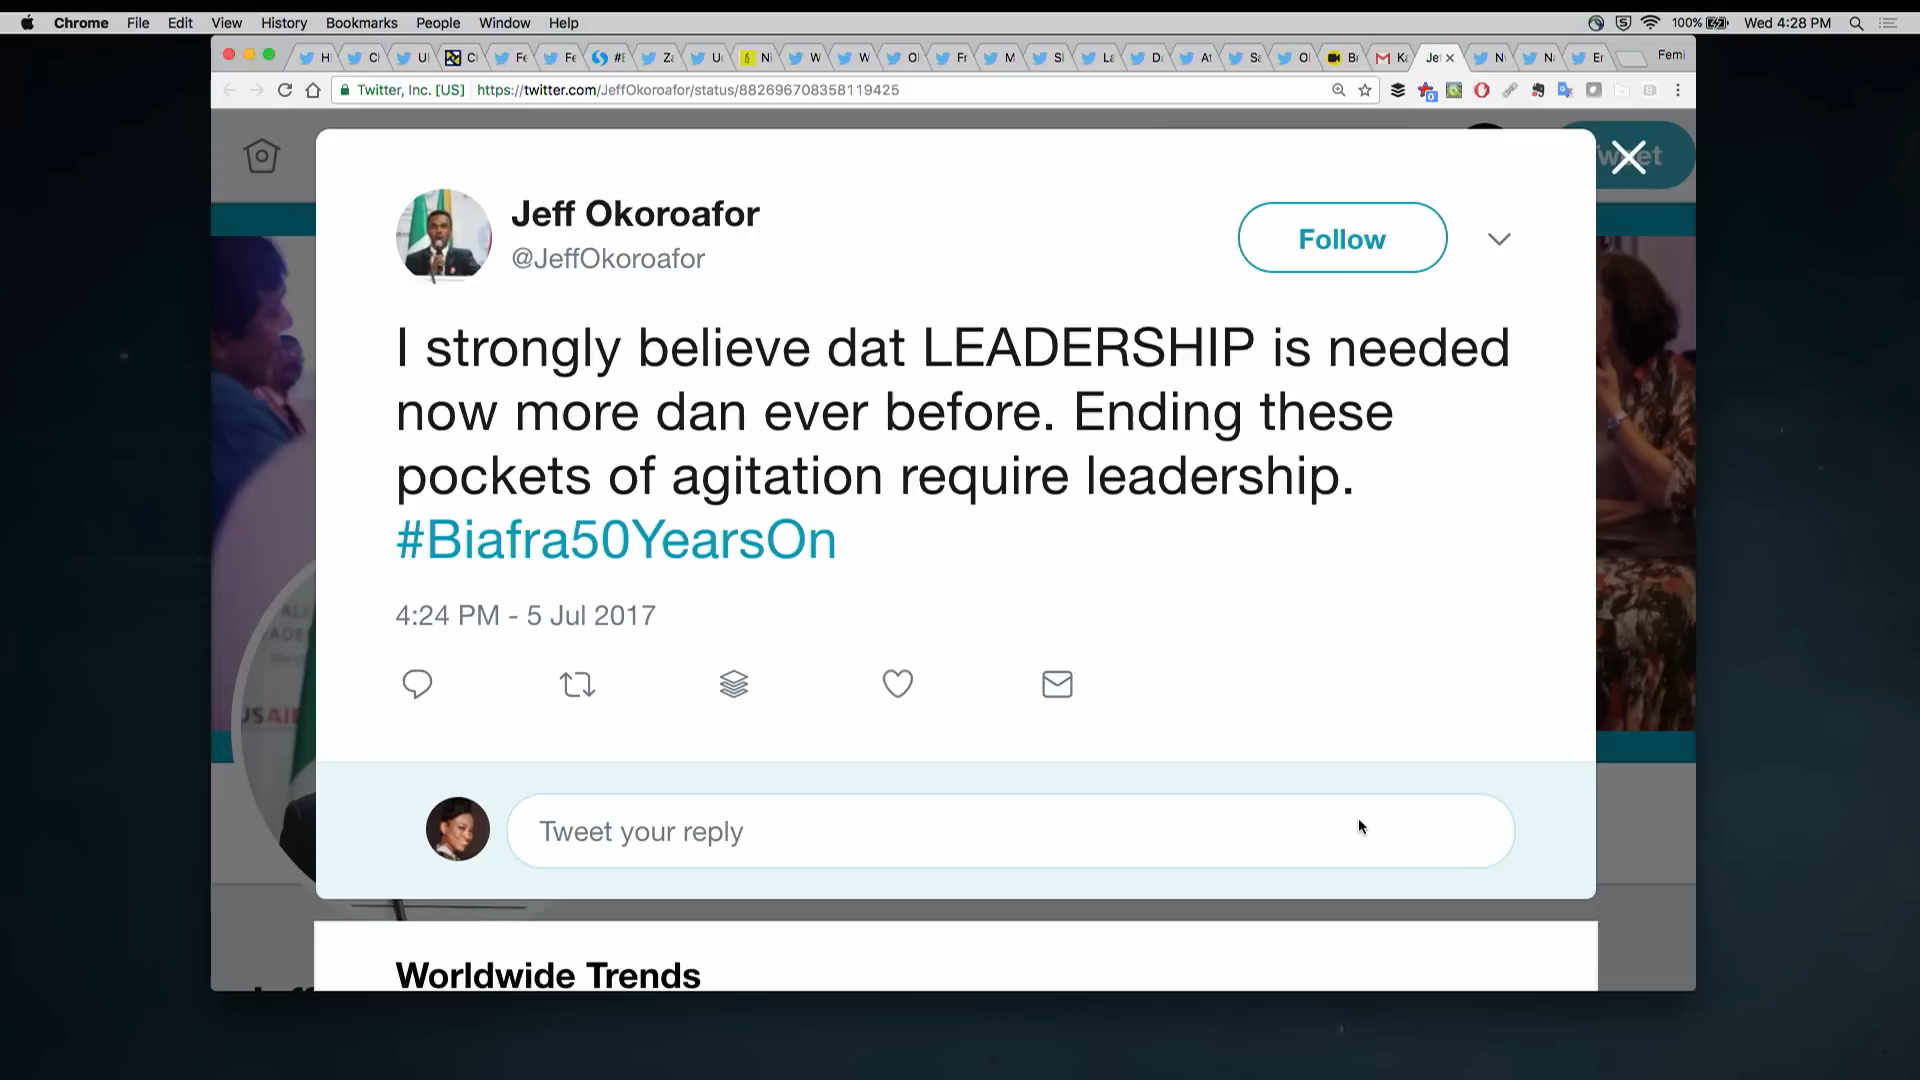 Chrome File Edit View History Bookmarks People Window Help 100% Wed 4:28 PM
Femi
Twitter, Inc. [US] https://twitter.com/JeffOkoroafor/status/882696708358119425
Jeff Okoroafor
@JeffOkoroafor
Follow
I strongly believe dat LEADERSHIP is needed
now more dan ever before. Ending these
pockets of agitation require leadership.
#Biafra50YearsOn
4:24 PM - 5 Jul 2017
Tweet your reply
Worldwide Trends